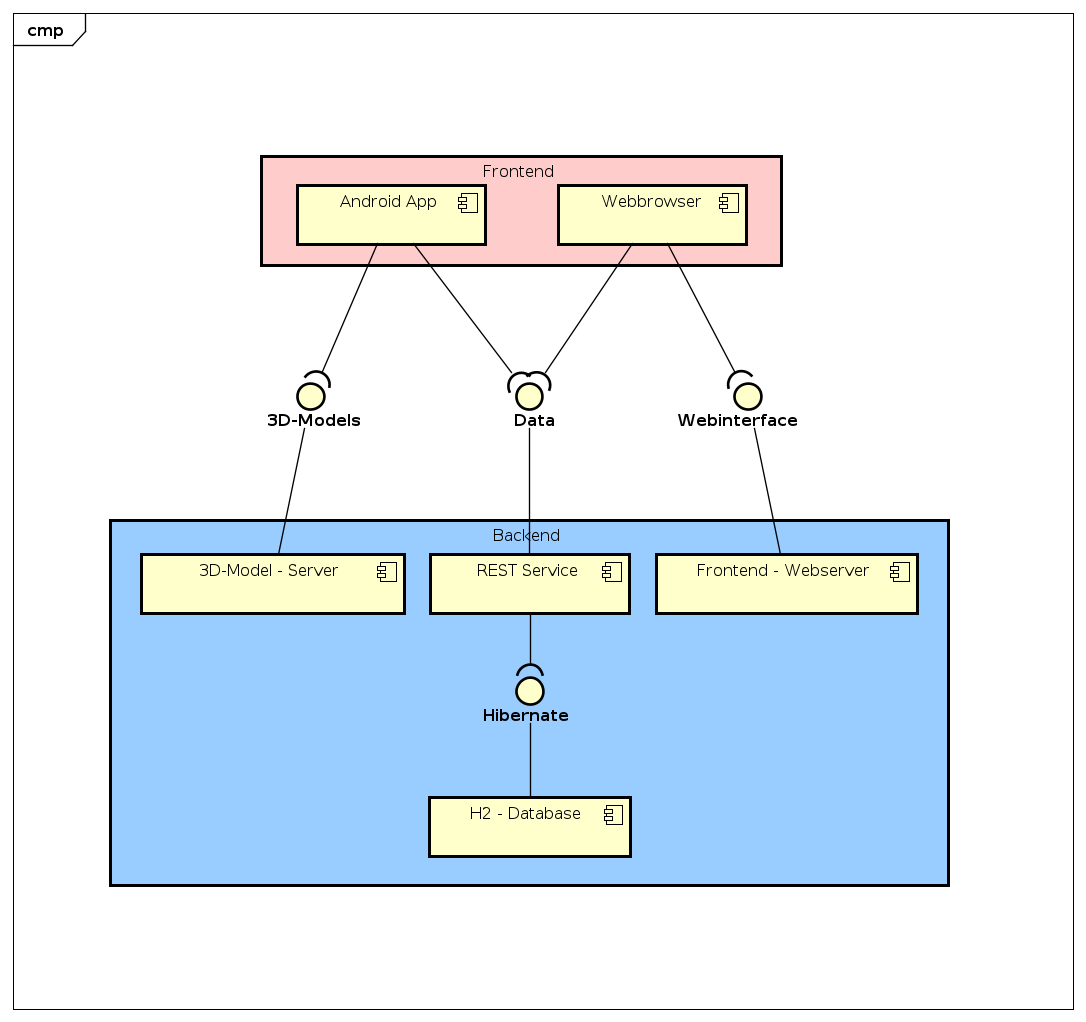 cmp
Frontend
Android App
Webbrowser
3D-Models
Data
Webinterface
Backend
3D-Model - Server
REST Service
Frontend - Webserver
Hibernate
H2 - Database